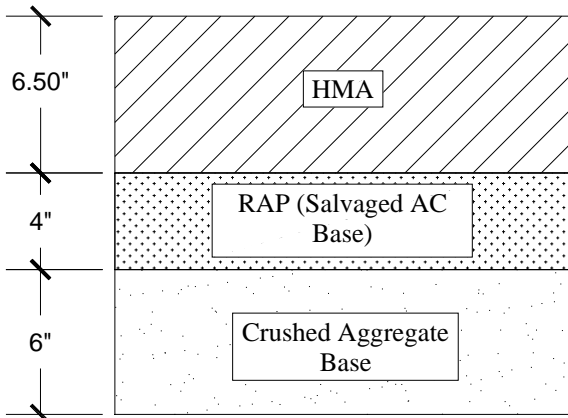 6.50"
HMA
4"
RAP (Salvaged AC
Base)
6"
Crushed Aggregate
Base